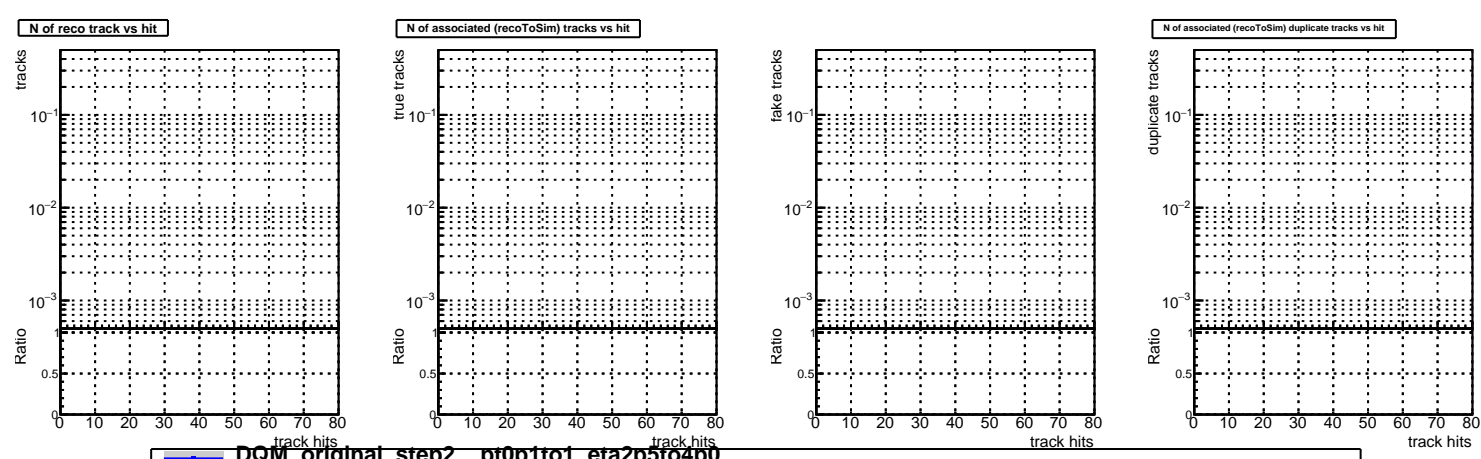 N of reco track vs hit
N of associated (recoToSim) tracks vs hit
N of associated (recoToSim) duplicate tracks vs hit
tracks
10⁻¹
10⁻²
10⁻³
Ratio
1
0.5
0
0 10 20 30 40 50 60 70 80
track hits
true tracks
10⁻¹
10⁻²
10⁻³
Ratio
1
0.5
0
0 10 20 30 40 50 60 70 80
track hits
fake tracks
10⁻¹
10⁻²
10⁻³
Ratio
1
0.5
0
0 10 20 30 40 50 60 70 80
track hits
duplicate tracks
10⁻¹
10⁻²
10⁻³
Ratio
1
0.5
0
0 10 20 30 40 50 60 70 80
track hits
DQM_original_step2__pt0p1to1_eta2p5to4p0